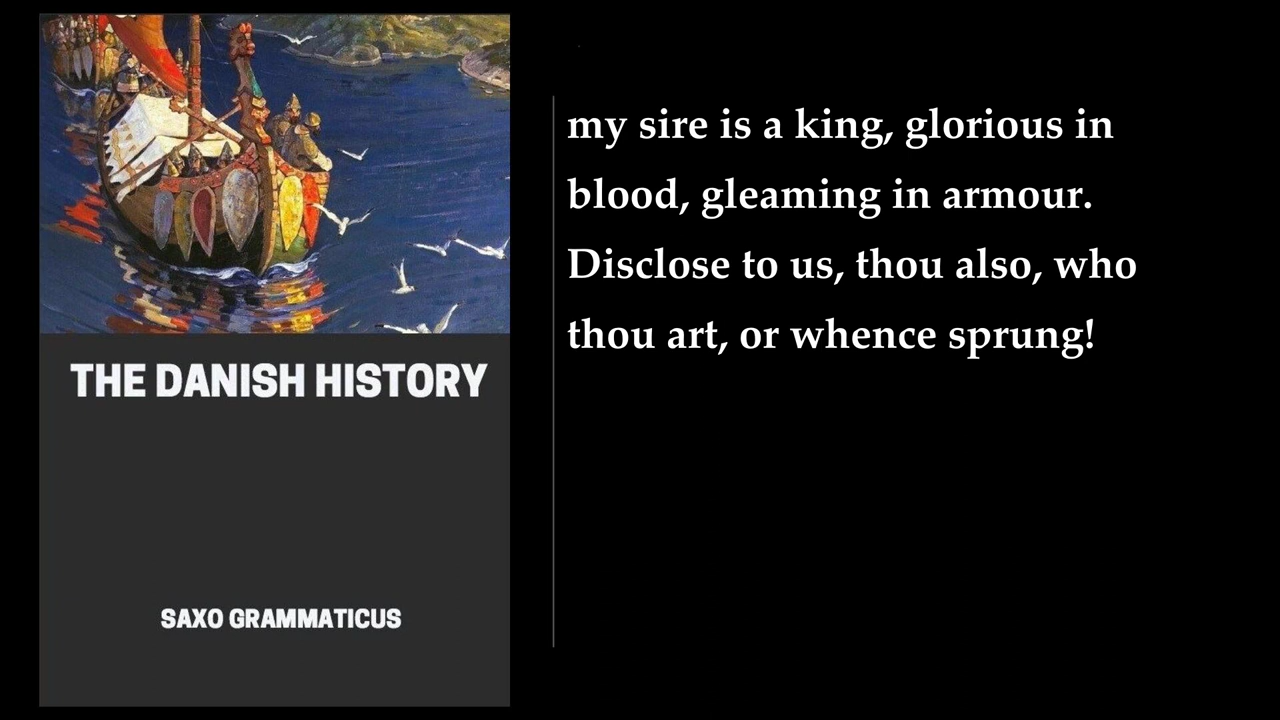 THE DANISH HISTORY
SAXO GRAMMATICUS
my sire is a king, glorious in
blood, gleaming in armour.
Disclose to us, thou also, who
thou art, or whence sprung!